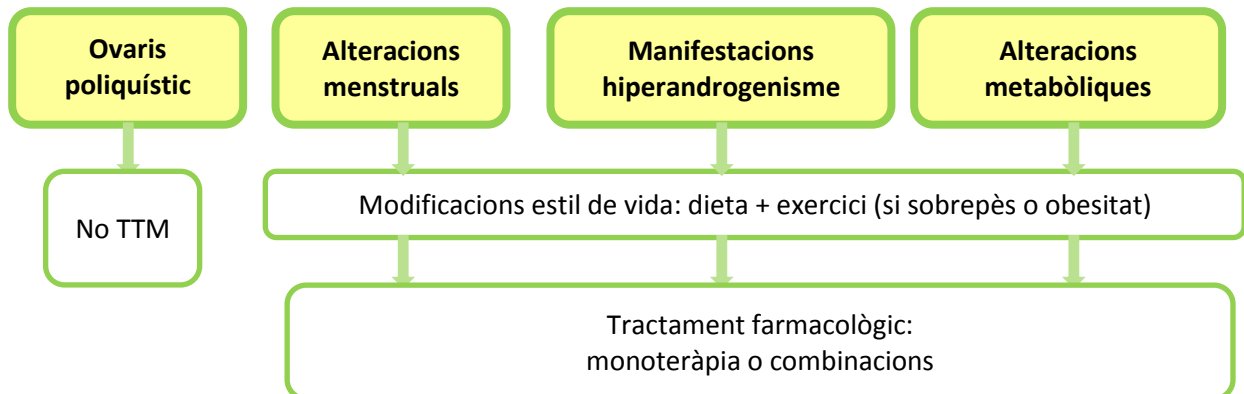 Ovaris
poliquístic
Alteracions
menstruals
Manifestacions
hiperandrogenisme
Alteracions
metabòliques
No TTM
Modificacions estil de vida: dieta + exercici (si sobrepès o obesitat)
Tractament farmacològic:
monoteràpia o combinacions